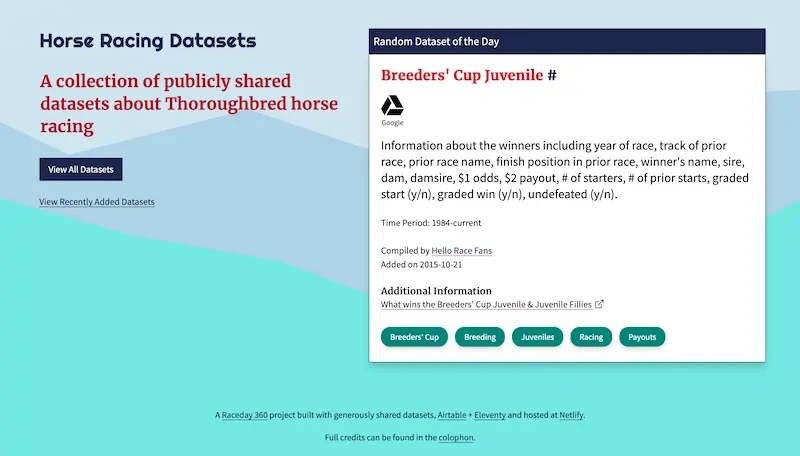 Horse Racing Datasets
A collection of publicly shared
datasets about Thoroughbred horse
racing
View All Datasets
View Recently Added Datasets
Random Dataset of the Day
Breeders' Cup Juvenile #
Google
Information about the winners including year of race, track of prior
race, prior race name, finish position in prior race, winner's name, sire,
dam, damsire, $1 odds, $2 payout, # of starters, # of prior starts, graded
start (y/n), graded win (y/n), undefeated (y/n).
Time Period: 1984-current
Compiled by Hello Race Fans
Added on 2015-10-21
Additional Information
What wins the Breeders' Cup Juvenile & Juvenile Fillies
Breeders' Cup
Breeding
Juveniles
Racing
Payouts
A Raceday 360 project built with generously shared datasets, Airtable + Eleventy and hosted at Netlify.
Full credits can be found in the colophon.